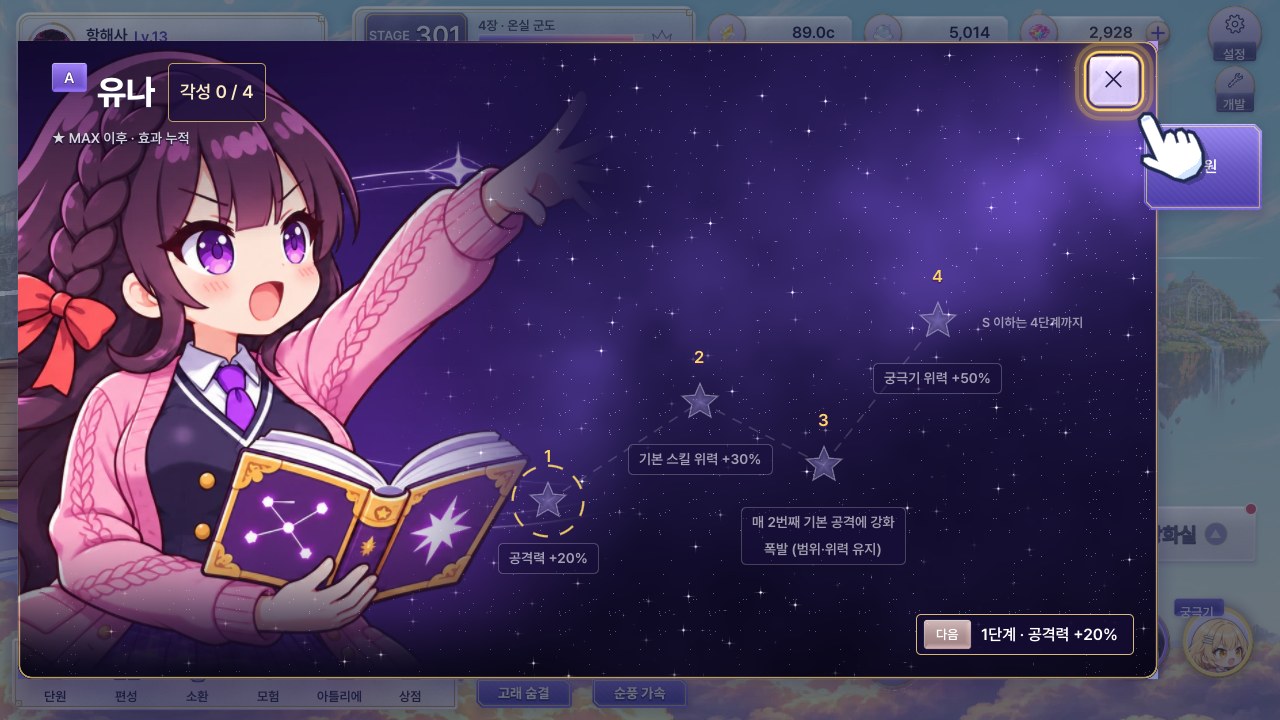 항해사 Lv.13
STAGE 301
4장 · 온실 군도
89.0c
5,014
2,928
설정
개발
A
유나
각성 0 / 4
★ MAX 이후 · 효과 누적
원
4
S 이하는 4단계까지
궁극기 위력 +50%
2
기본 스킬 위력 +30%
3
매 2번째 기본 공격에 강화
폭발 (범위·위력 유지)
1
공격력 +20%
다음
1단계 · 공격력 +20%
화실
궁극기
단원
편성
소환
모험
아틀리에
상점
고래 숨결
순풍 가속